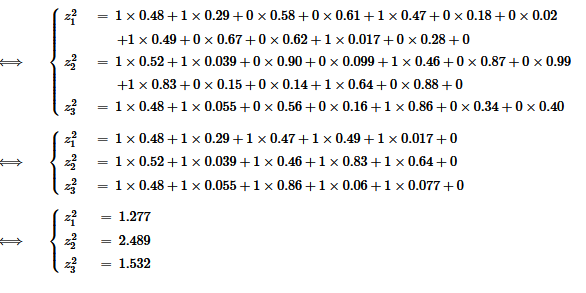 z₁² = 1 × 0.48 + 1 × 0.29 + 0 × 0.58 + 0 × 0.61 + 1 × 0.47 + 0 × 0.18 + 0 × 0.02
+1 × 0.49 + 0 × 0.67 + 0 × 0.62 + 1 × 0.017 + 0 × 0.28 + 0
⟺ { z₂² = 1 × 0.52 + 1 × 0.039 + 0 × 0.90 + 0 × 0.099 + 1 × 0.46 + 0 × 0.87 + 0 × 0.99
+1 × 0.83 + 0 × 0.15 + 0 × 0.14 + 1 × 0.64 + 0 × 0.88 + 0
z₃² = 1 × 0.48 + 1 × 0.055 + 0 × 0.56 + 0 × 0.16 + 1 × 0.86 + 0 × 0.34 + 0 × 0.40
z₁² = 1 × 0.48 + 1 × 0.29 + 1 × 0.47 + 1 × 0.49 + 1 × 0.017 + 0
⟺ { z₂² = 1 × 0.52 + 1 × 0.039 + 1 × 0.46 + 1 × 0.83 + 1 × 0.64 + 0
z₃² = 1 × 0.48 + 1 × 0.055 + 1 × 0.86 + 1 × 0.06 + 1 × 0.077 + 0
z₁² = 1.277
⟺ { z₂² = 2.489
z₃² = 1.532